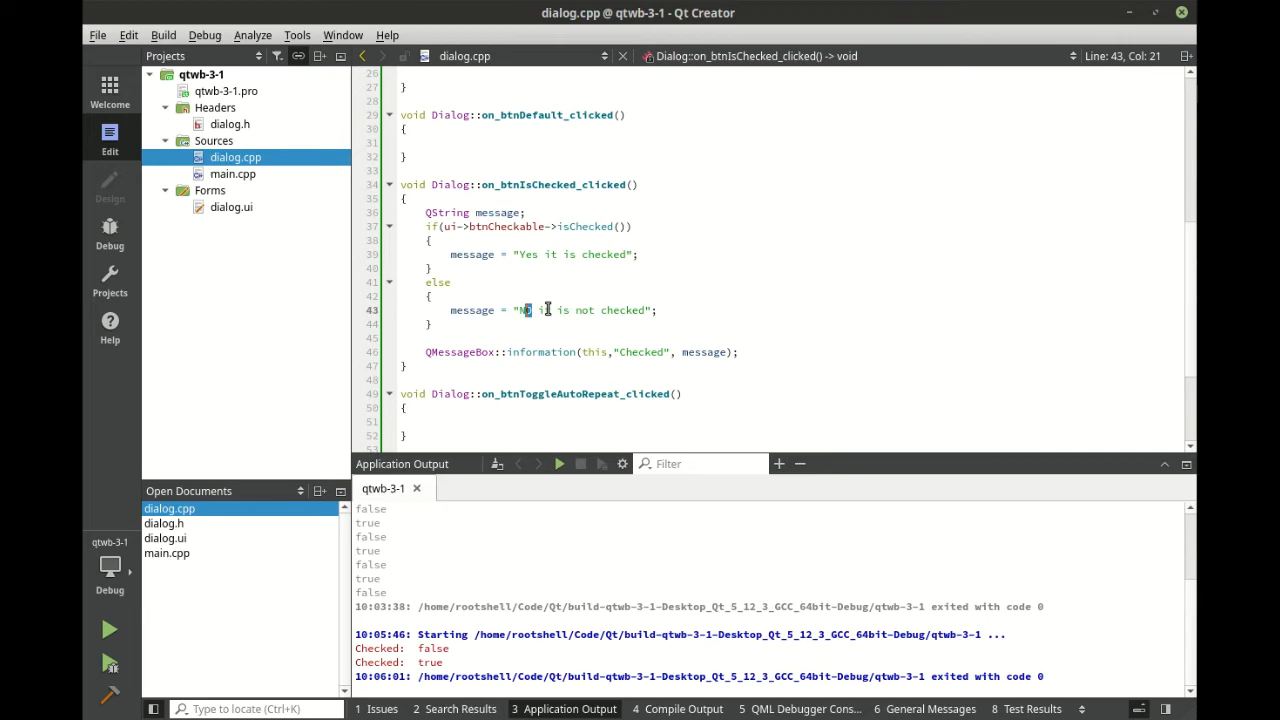 dialog.cpp @ qtwb-3-1 - Qt Creator
File Edit Build Debug Analyze Tools Window Help
Projects
dialog.cpp
Dialog::on_btnIsChecked_clicked() -> void
Line: 43, Col: 21
Welcome
Edit
Design
Debug
Projects
Help
qtwb-3-1
qtwb-3-1.pro
Headers
dialog.h
Sources
dialog.cpp
main.cpp
Forms
dialog.ui
26
27 }
28
29 void Dialog::on_btnDefault_clicked()
30 {
31
32 }
33
34 void Dialog::on_btnIsChecked_clicked()
35 {
36 QString message;
37 if(ui->btnCheckable->isChecked())
38 {
39 message = "Yes it is checked";
40 }
41 else
42 {
43 message = "No it is not checked";
44 }
45
46 QMessageBox::information(this,"Checked", message);
47 }
48
49 void Dialog::on_btnToggleAutoRepeat_clicked()
50 {
51
52 }
53
Open Documents
dialog.cpp
dialog.h
dialog.ui
main.cpp
qtwb-3-1
Debug
Application Output
Filter
qtwb-3-1
false
true
false
true
false
true
false
10:03:38: /home/rootshell/Code/Qt/build-qtwb-3-1-Desktop_Qt_5_12_3_GCC_64bit-Debug/qtwb-3-1 exited with code 0
10:05:46: Starting /home/rootshell/Code/Qt/build-qtwb-3-1-Desktop_Qt_5_12_3_GCC_64bit-Debug/qtwb-3-1 ...
Checked: false
Checked: true
10:06:01: /home/rootshell/Code/Qt/build-qtwb-3-1-Desktop_Qt_5_12_3_GCC_64bit-Debug/qtwb-3-1 exited with code 0
Type to locate (Ctrl+K)
1 Issues 2 Search Results 3 Application Output 4 Compile Output 5 QML Debugger Cons... 6 General Messages 8 Test Results